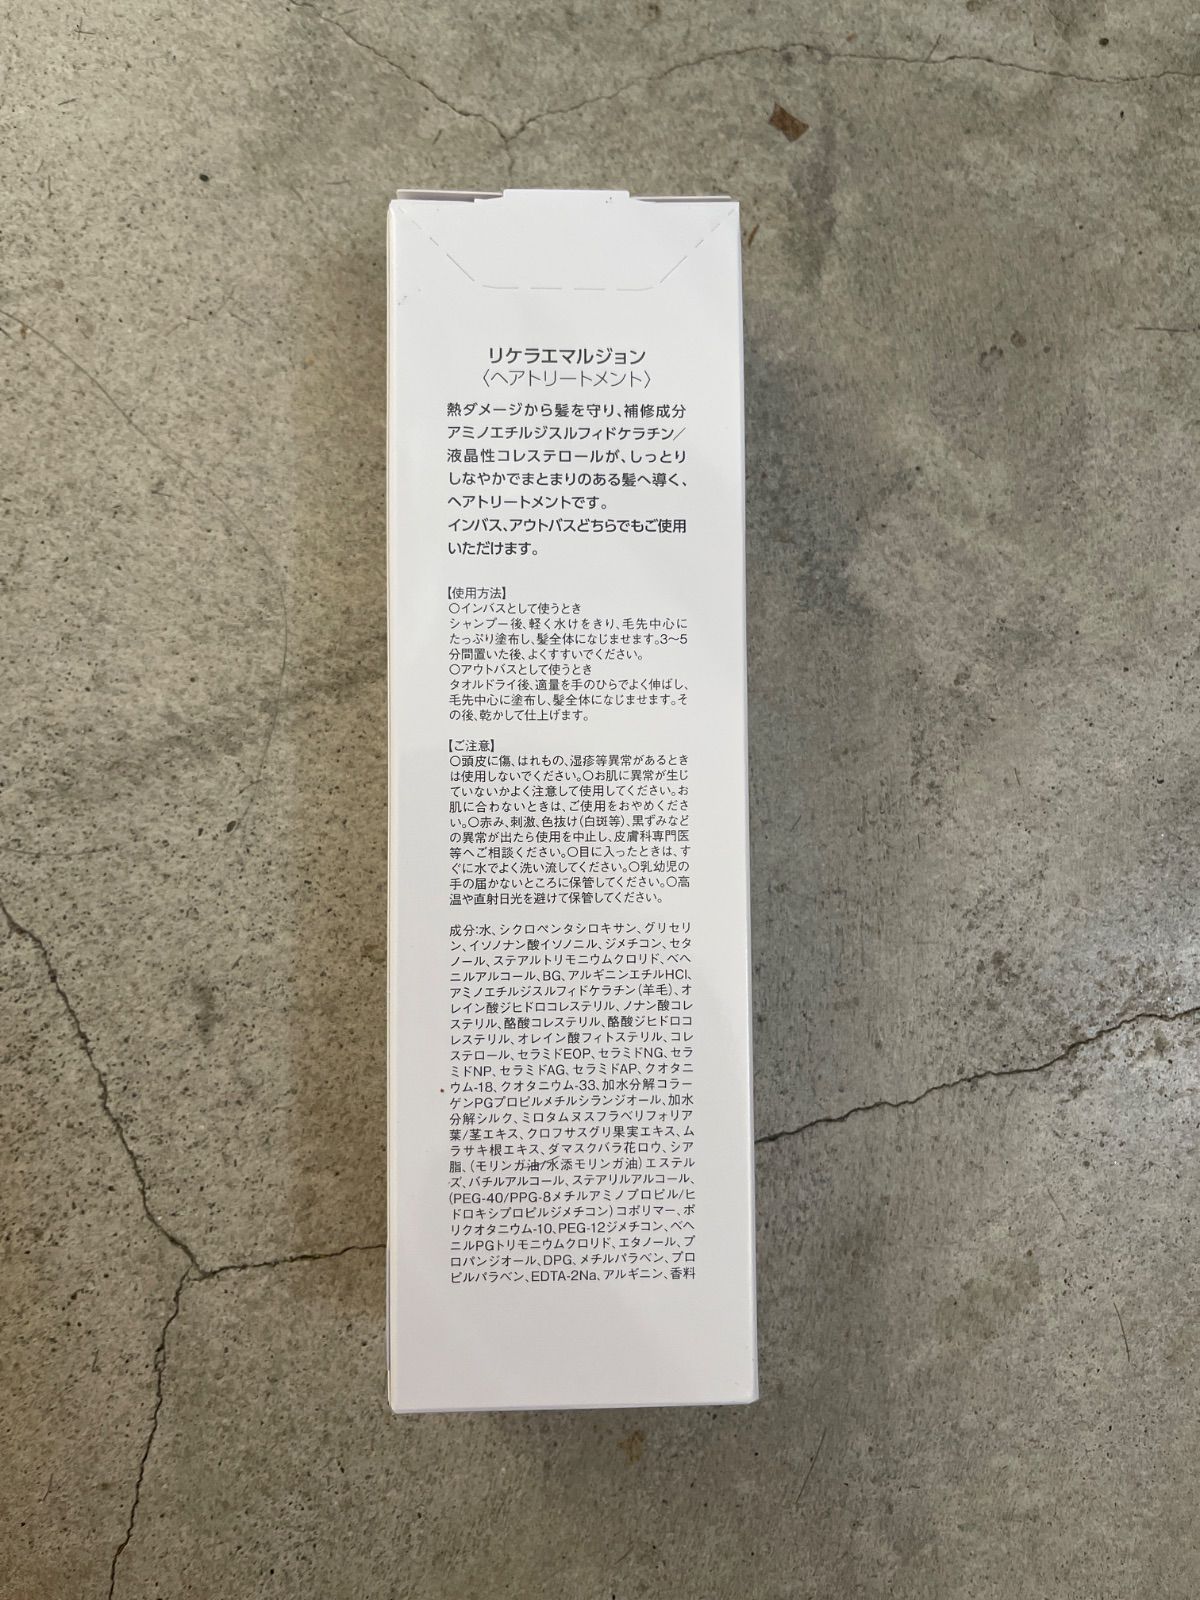 リケラエマルジョン
〈ヘアトリートメント〉
熱ダメージから髪を守り、補修成分
アミノエチルジスルフィドケラチン／
液晶性コレステロールが、しっとり
しなやかでまとまりのある髪へ導く、
ヘアトリートメントです。
インバス、アウトバスどちらでもご使用
いただけます。
【使用方法】
○インバスとして使うとき
シャンプー後、軽く水けをきり、毛先中心に
たっぷり塗布し、髪全体になじませます。3〜5
分間置いた後、よくすすいでください。
○アウトバスとして使うとき
タオルドライ後、適量を手のひらでよく伸ばし、
毛先中心に塗布し、髪全体になじませます。そ
の後、乾かして仕上げます。
【ご注意】
○頭皮に傷、はれもの、湿疹等異常があるとき
は使用しないでください。○お肌に異常が生じ
ていないかよく注意して使用してください。お
肌に合わないときは、ご使用をおやめくださ
い。○赤み、刺激、色抜け(白斑等)、黒ずみなど
の異常が出たら使用を中止し、皮膚科専門医
等へご相談ください。○目に入ったときは、す
ぐに水でよく洗い流してください。○乳幼児の
手の届かないところに保管してください。○高
温や直射日光を避けて保管してください。
成分:水、シクロペンタシロキサン、グリセリ
ン、イソノナン酸イソノニル、ジメチコン、セタ
ノール、ステアルトリモニウムクロリド、ベヘ
ニルアルコール、BG、アルギニンエチルHCl、
アミノエチルジスルフィドケラチン(羊毛)、オ
レイン酸ジヒドロコレステリル、ノナン酸コレ
ステリル、酪酸コレステリル、酪酸ジヒドロコ
レステリル、オレイン酸フィトステリル、コレ
ステロール、セラミドEOP、セラミドNG、セラ
ミドNP、セラミドAG、セラミドAP、クオタニ
ウム-18、クオタニウム-33、加水分解コラー
ゲンPGプロピルメチルシランジオール、加水
分解シルク、ミロタムヌスフラベリフォリア
葉/茎エキス、クロフサスグリ果実エキス、ム
ラサキ根エキス、ダマスクバラ花ロウ、シア
脂、(モリンガ油/水添モリンガ油)エステル
ズ、バチルアルコール、ステアリルアルコール、
(PEG-40/PPG-8メチルアミノプロピル/ヒ
ドロキシプロピルジメチコン)コポリマー、ポ
リクオタニウム-10、PEG-12ジメチコン、ベヘ
ニルPGトリモニウムクロリド、エタノール、プ
ロパンジオール、DPG、メチルパラベン、プロ
ピルパラベン、EDTA-2Na、アルギニン、香料